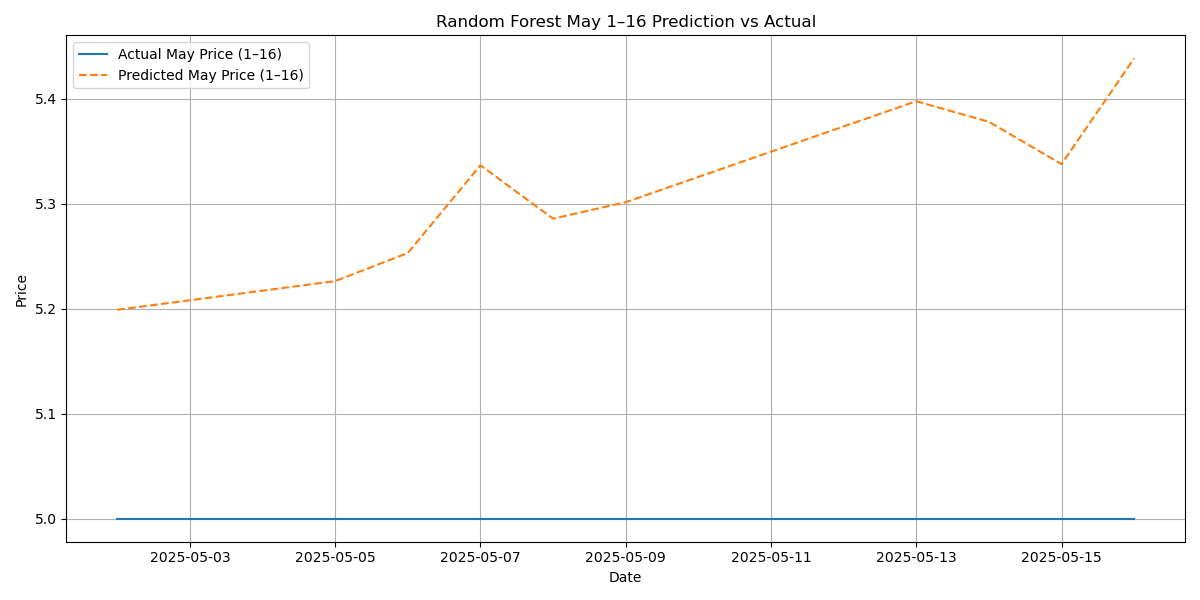 Random Forest May 1–16 Prediction vs Actual
Actual May Price (1–16)
Predicted May Price (1–16)
Price
5.4
5.3
5.2
5.1
5.0
2025-05-03 2025-05-05 2025-05-07 2025-05-09 2025-05-11 2025-05-13 2025-05-15
Date